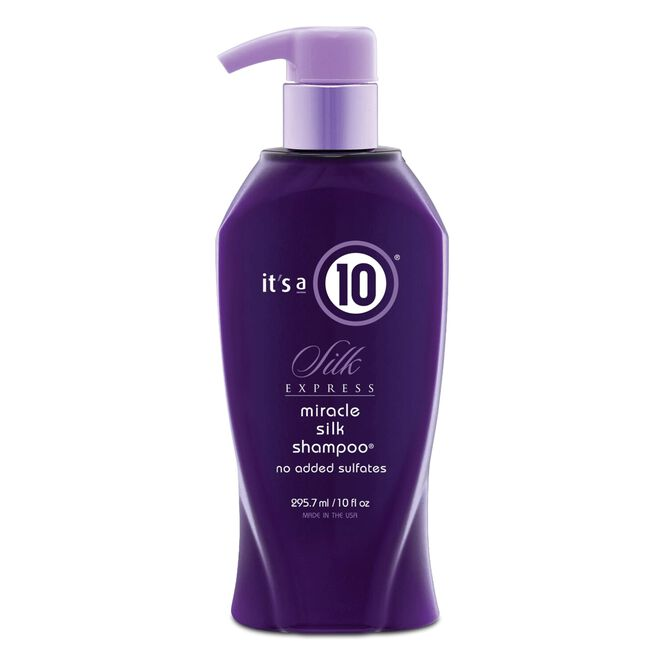 it's a 10®
Silk
EXPRESS
miracle
silk
shampoo®
no added sulfates
295.7 ml / 10 fl oz
MADE IN THE USA